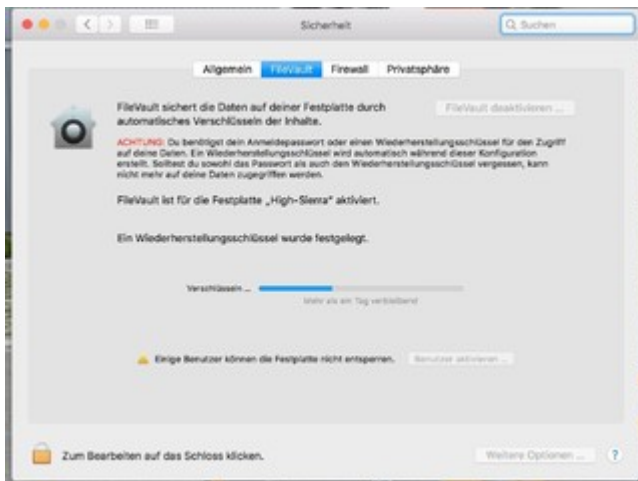 Sicherheit
Suchen
Allgemein FileVault Firewall Privatsphäre
FileVault sichert die Daten auf deiner Festplatte durch
automatisches Verschlüsseln der Inhalte.
FileVault deaktivieren ...
ACHTUNG: Du benötigst dein Anmeldepasswort oder einen Wiederherstellungsschlüssel für den Zugriff
auf deine Daten. Ein Wiederherstellungsschlüssel wird automatisch während dieser Konfiguration
erstellt. Solltest du sowohl das Passwort als auch den Wiederherstellungsschlüssel vergessen, kann
nicht mehr auf deine Daten zugegriffen werden.
FileVault ist für die Festplatte „High-Sierra“ aktiviert.
Ein Wiederherstellungsschlüssel wurde festgelegt.
Verschlüsseln ...
Mehr als ein Tag verbleibend
Einige Benutzer können die Festplatte nicht entsperren.
Benutzer aktivieren ...
Zum Bearbeiten auf das Schloss klicken.
Weitere Optionen ...
?